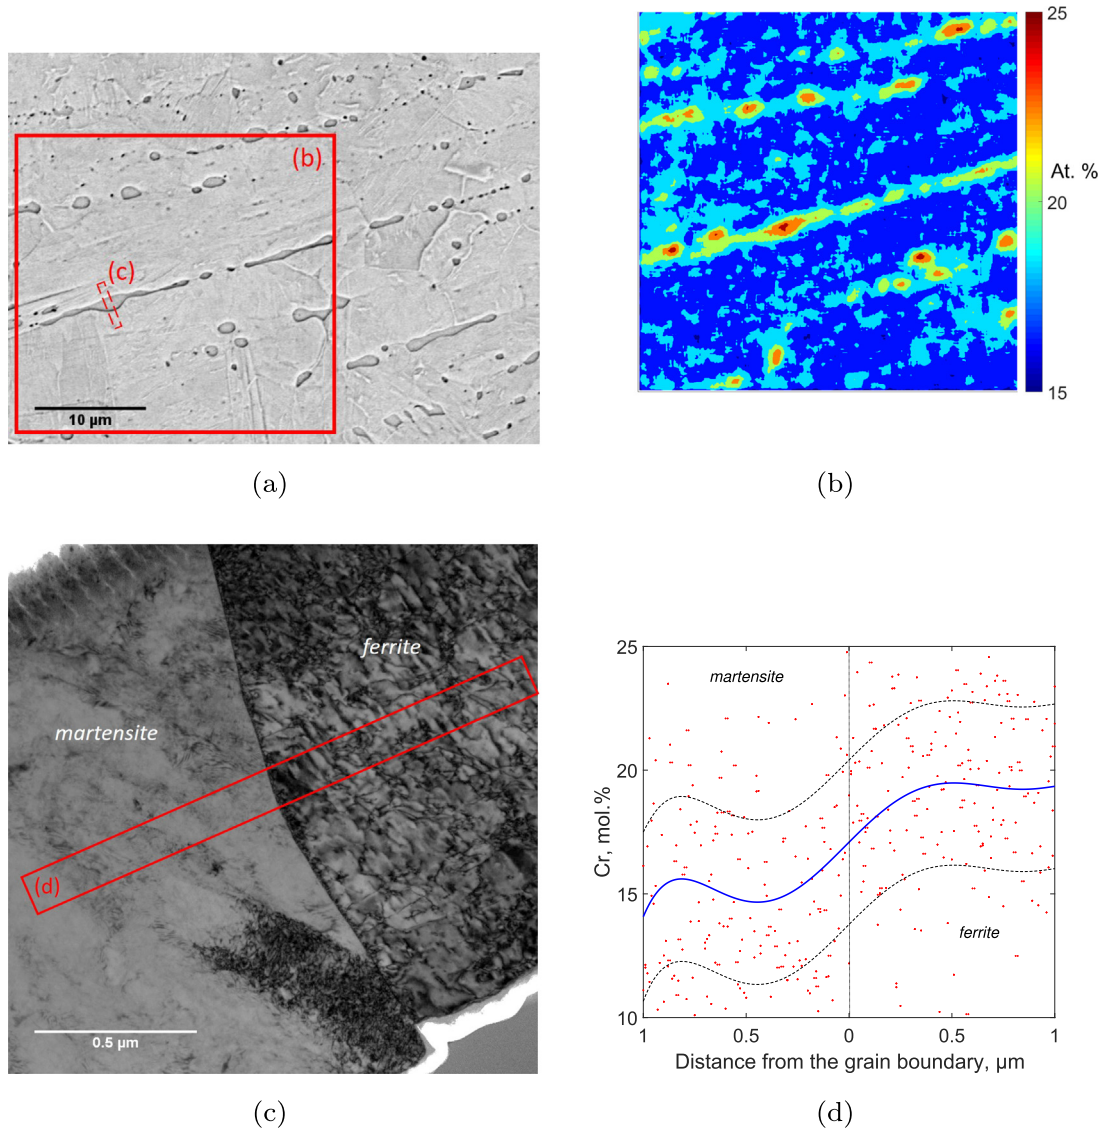 (a)
25
(b)
At. %
20
(c)
10 μm
15
(a)
(b)
ferrite
martensite
(d)
0.5 μm
25
martensite
20
Cr, mol.%
15
ferrite
10
1
0.5
0
0.5
1
Distance from the grain boundary, μm
(c)
(d)